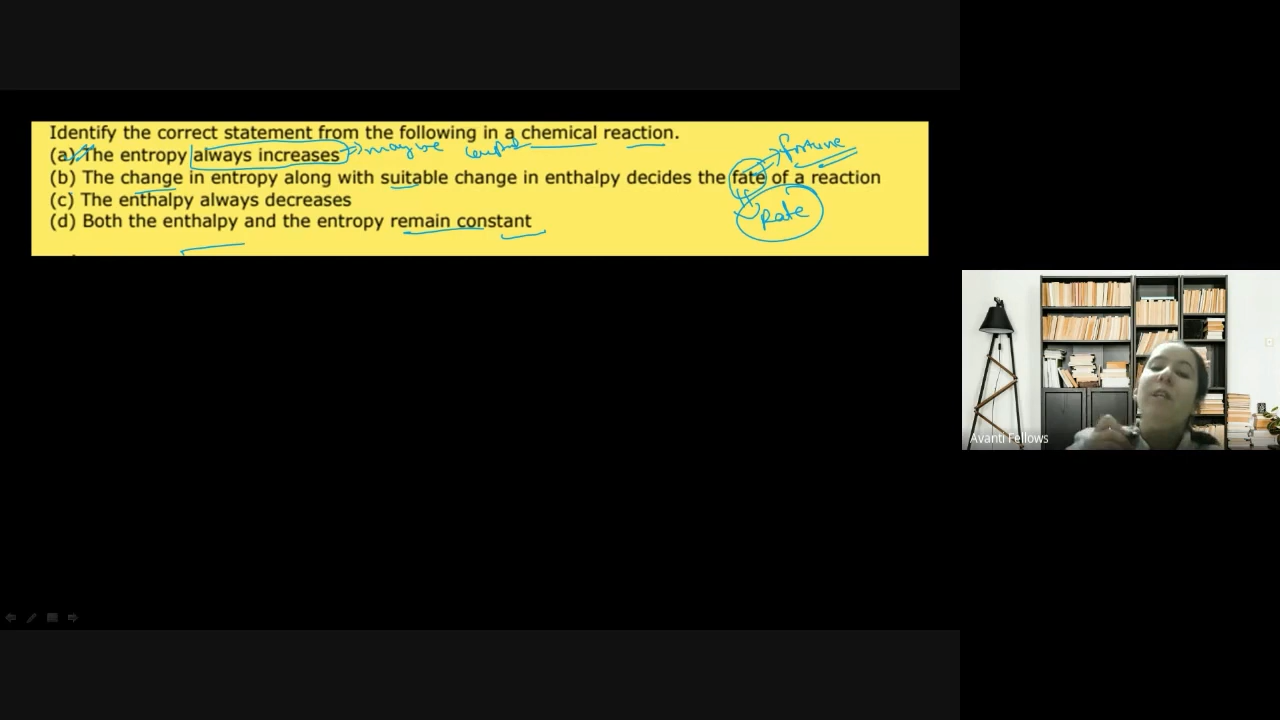 Identify the correct statement from the following in a chemical reaction.
(a) The entropy always increases → may be
fortune
(b) The change in entropy along with suitable change in enthalpy decides the fate of a reaction
(c) The enthalpy always decreases
Rate
(d) Both the enthalpy and the entropy remain constant
Avanti Fellows